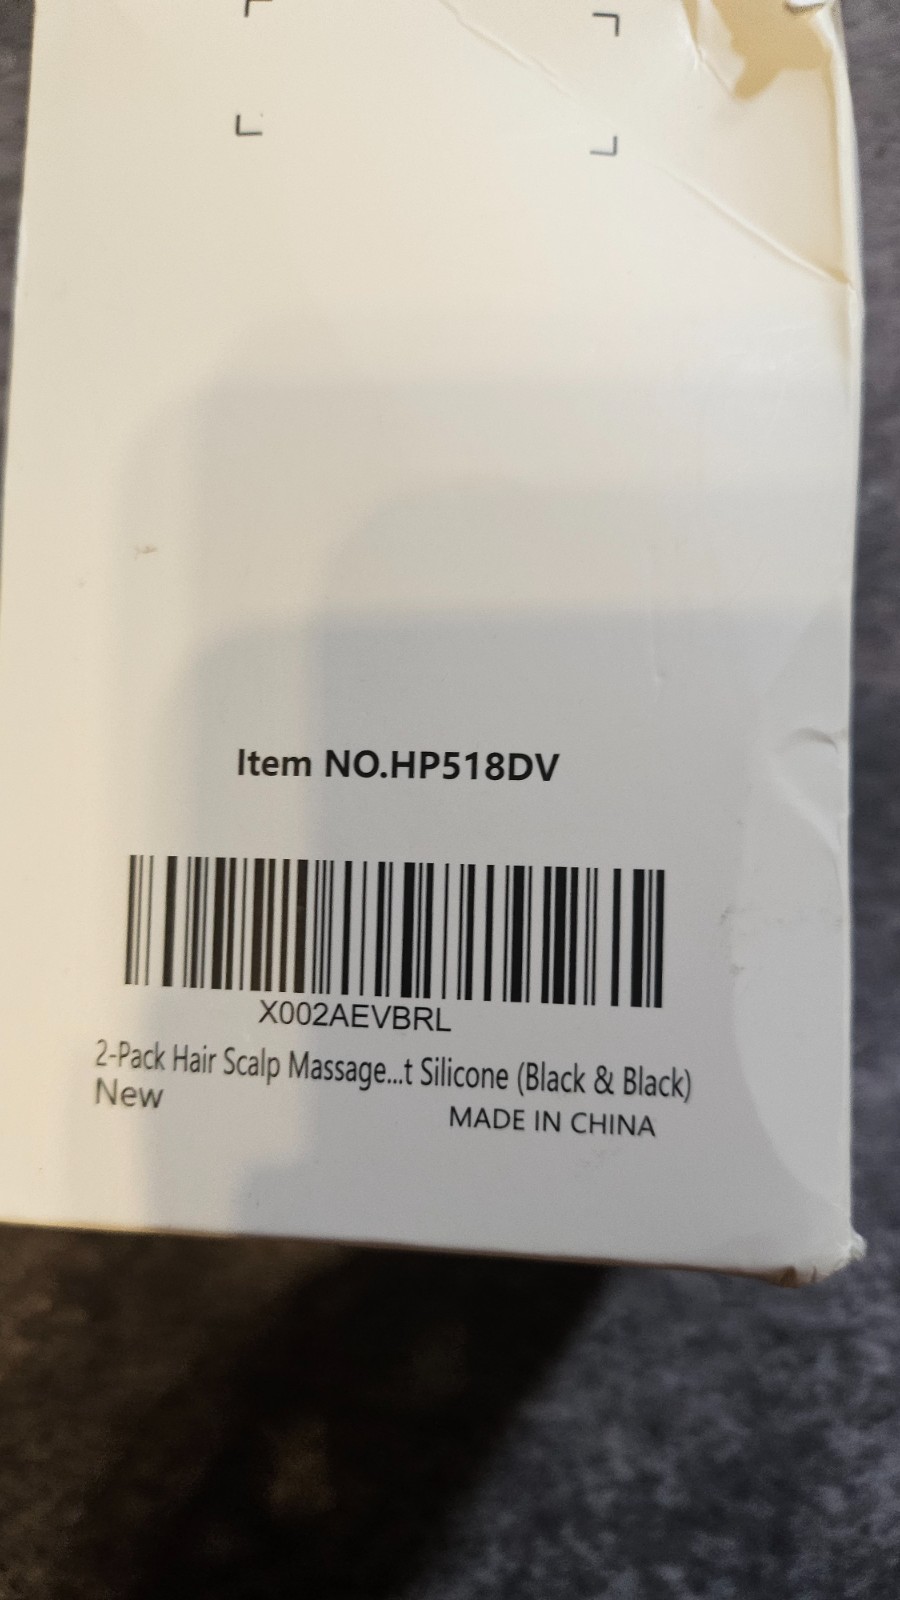 Item NO.HP518DV
X002AEVBRL
2-Pack Hair Scalp Massage...t Silicone (Black & Black)
New
MADE IN CHINA